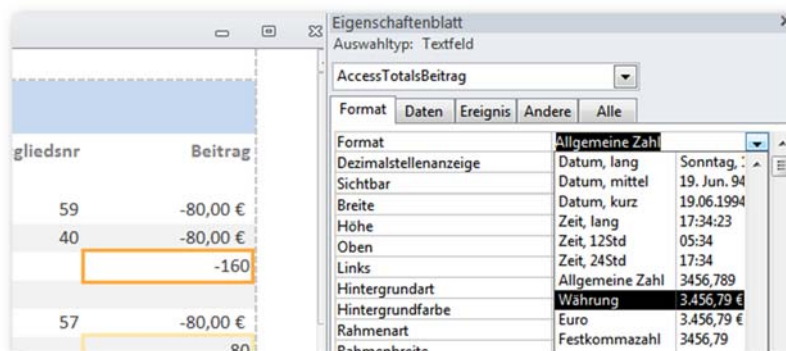 Eigenschaftenblatt
Auswahltyp: Textfeld
AccessTotalsBeitrag
Format Daten Ereignis Andere Alle
gliedsnr Beitrag
59 -80,00 €
40 -80,00 €
-160
57 -80,00 €
80
Format Allgemeine Zahl
Dezimalstellenanzeige
Sichtbar
Breite
Höhe
Oben
Links
Hintergrundart
Hintergrundfarbe
Rahmenart
Rahmenbreite
Datum, lang Sonntag, 1
Datum, mittel 19. Jun. 94
Datum, kurz 19.06.1994
Zeit, lang 17:34:23
Zeit, 12Std 05:34
Zeit, 24Std 17:34
Allgemeine Zahl 3456,789
Währung 3.456,79 €
Euro 3.456,79 €
Festkommazahl 3456,79